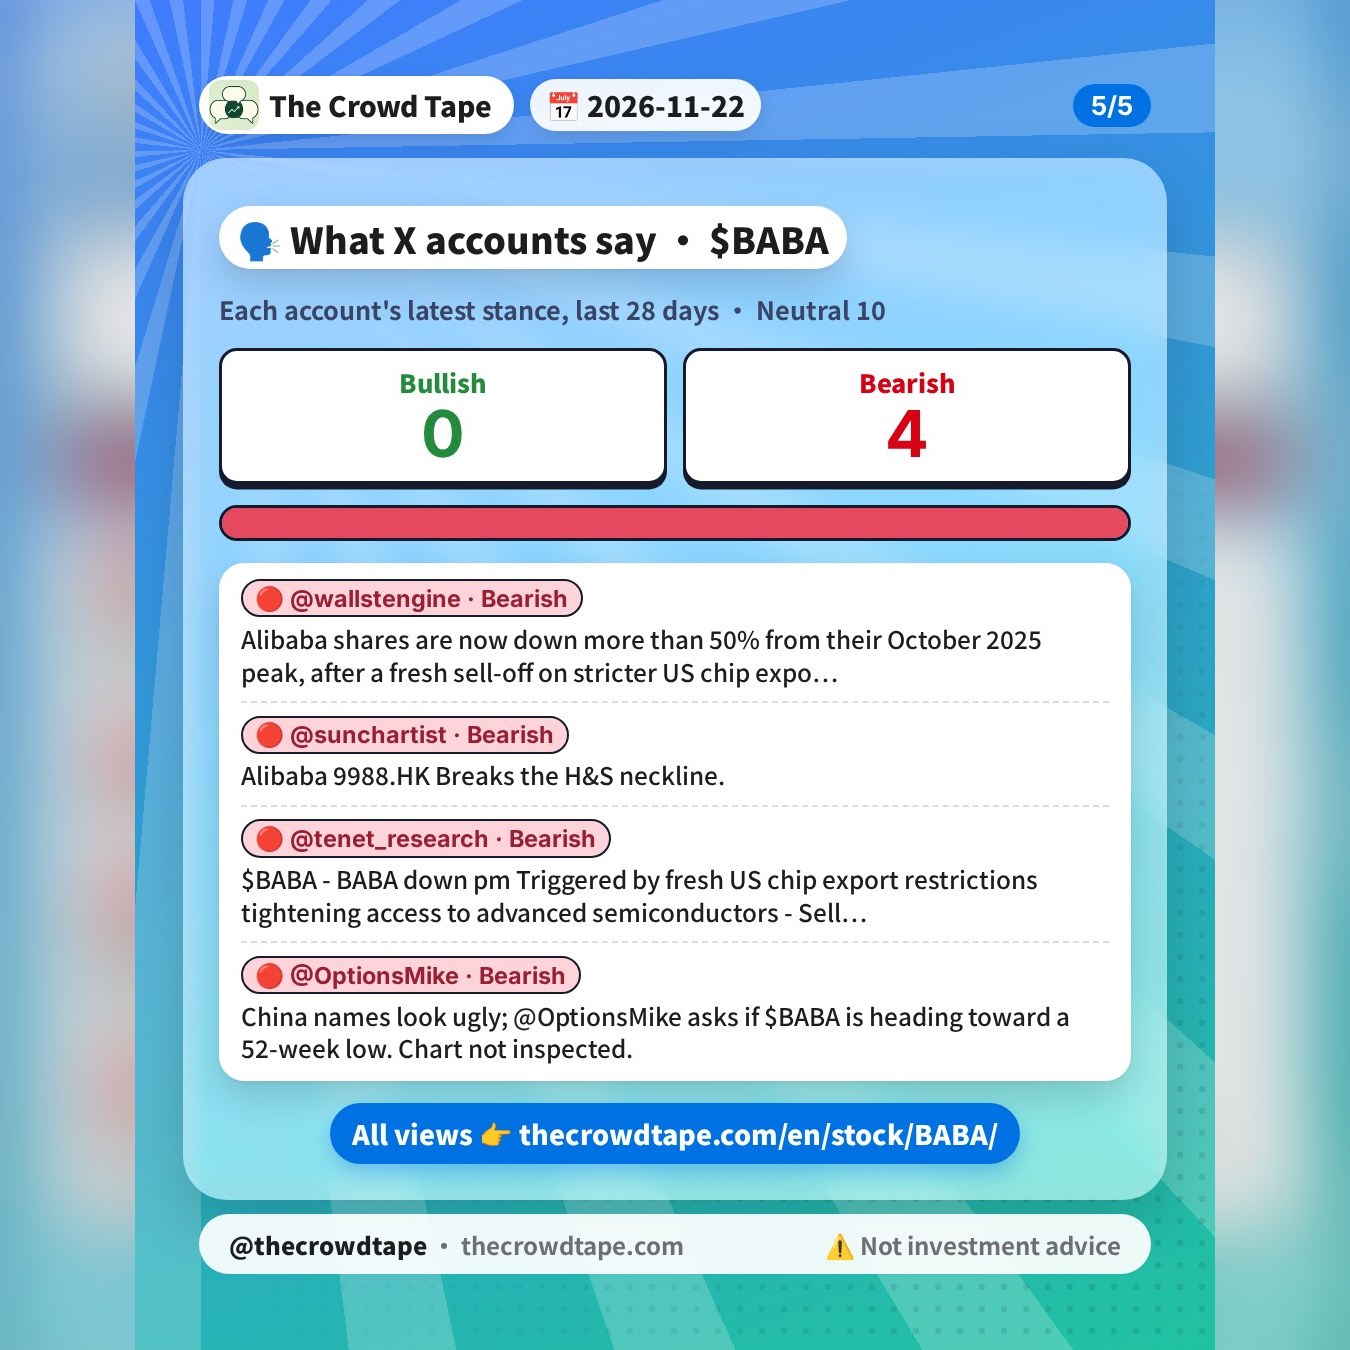 The Crowd Tape
📅 2026-11-22
5/5
🗣️ What X accounts say • $BABA
Each account's latest stance, last 28 days • Neutral 10
Bullish
0
Bearish
4
🔴 @wallstengine · Bearish
Alibaba shares are now down more than 50% from their October 2025
peak, after a fresh sell-off on stricter US chip expo…
🔴 @sunchartist · Bearish
Alibaba 9988.HK Breaks the H&S neckline.
🔴 @tenet_research · Bearish
$BABA - BABA down pm Triggered by fresh US chip export restrictions
tightening access to advanced semiconductors - Sell…
🔴 @OptionsMike · Bearish
China names look ugly; @OptionsMike asks if $BABA is heading toward a
52-week low. Chart not inspected.
All views 👉 thecrowdtape.com/en/stock/BABA/
@thecrowdtape • thecrowdtape.com
⚠️ Not investment advice